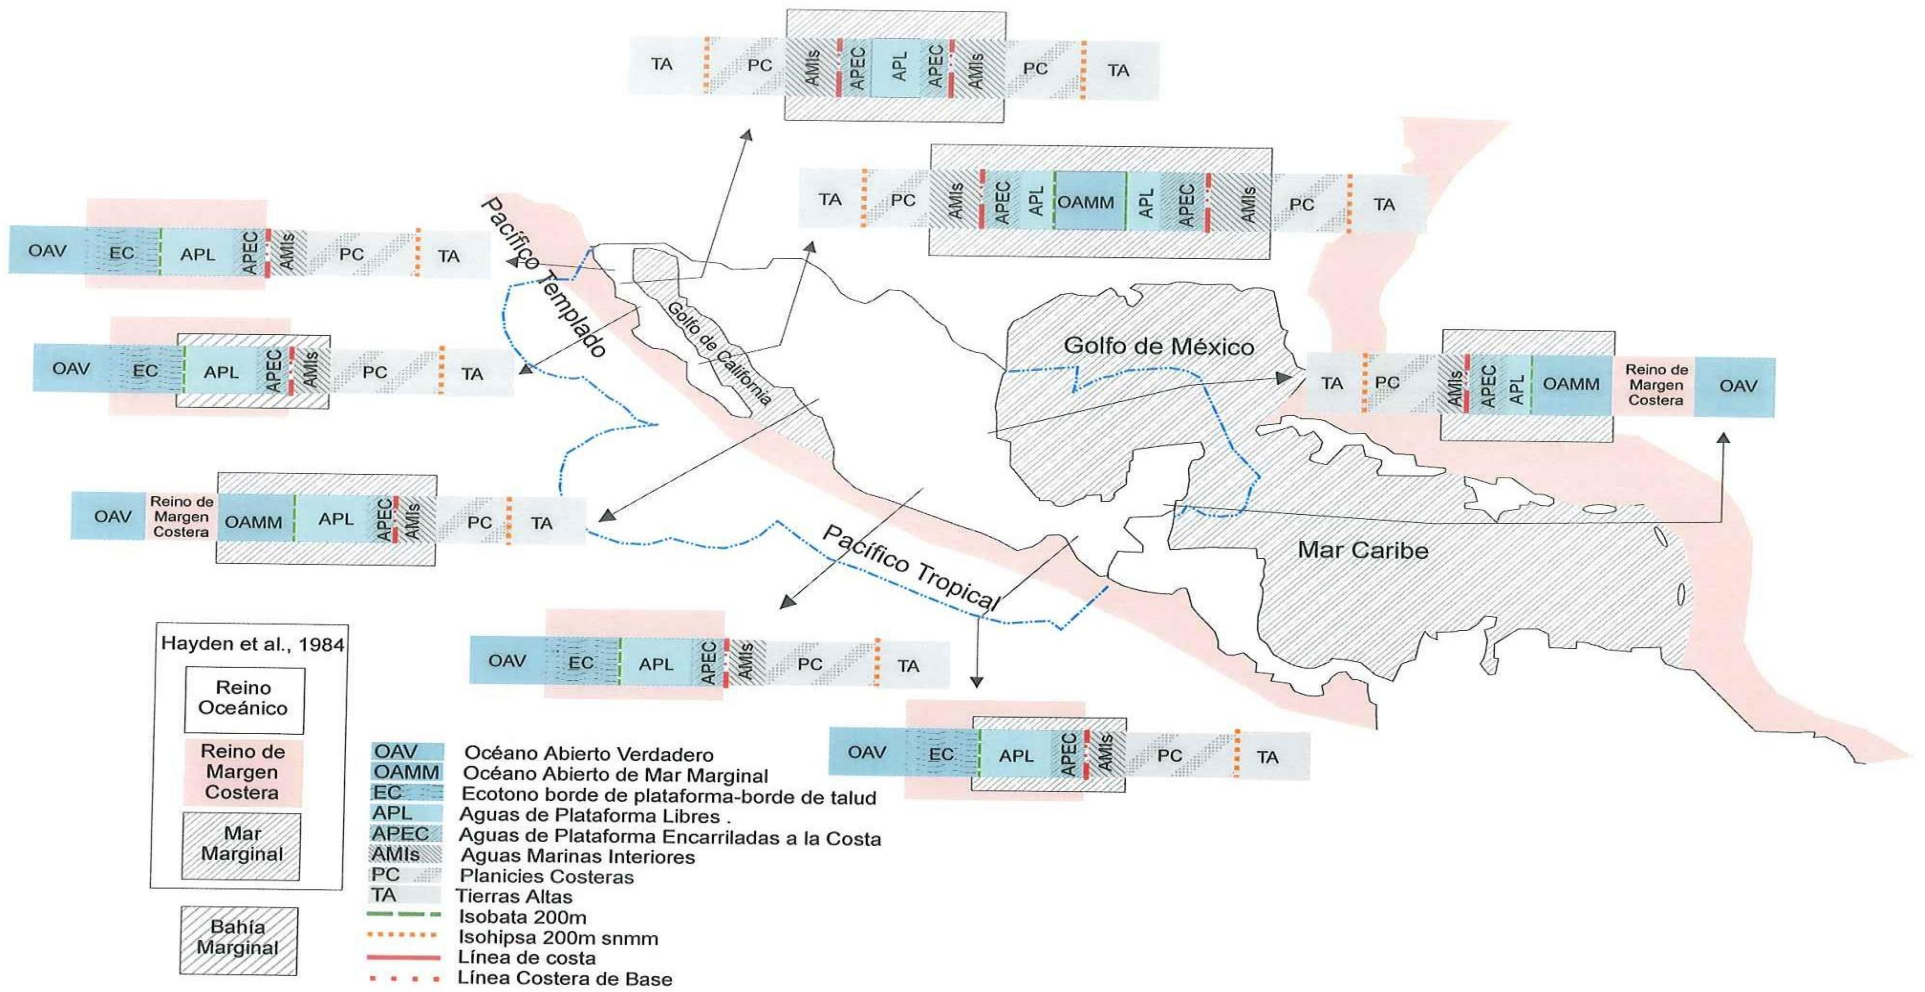 TA PC AMIs APEC APL APEC AMIs PC TA
TA PC AMIs APEC APL OAMM APL APEC AMIs PC TA
OAV EC APL APEC AMIs PC TA
Pacífico Templado
Golfo de California
Golfo de México
OAV EC APL APEC AMIs PC TA
TA PC AMIs APEC APL OAMM Reino de Margen Costera OAV
OAV Reino de Margen Costera OAMM APL APEC AMIs PC TA
Pacífico Tropical
Mar Caribe
OAV EC APL APEC AMIs PC TA
OAV EC APL APEC AMIs PC TA
Hayden et al., 1984
Reino
Oceánico
Reino de
Margen
Costera
Mar
Marginal
Bahía
Marginal
OAV Océano Abierto Verdadero
OAMM Océano Abierto de Mar Marginal
EC Ecotono borde de plataforma-borde de talud
APL Aguas de Plataforma Libres .
APEC Aguas de Plataforma Encarriladas a la Costa
AMIs Aguas Marinas Interiores
PC Planicies Costeras
TA Tierras Altas
Isobata 200m
Isohipsa 200m snmm
Línea de costa
Línea Costera de Base